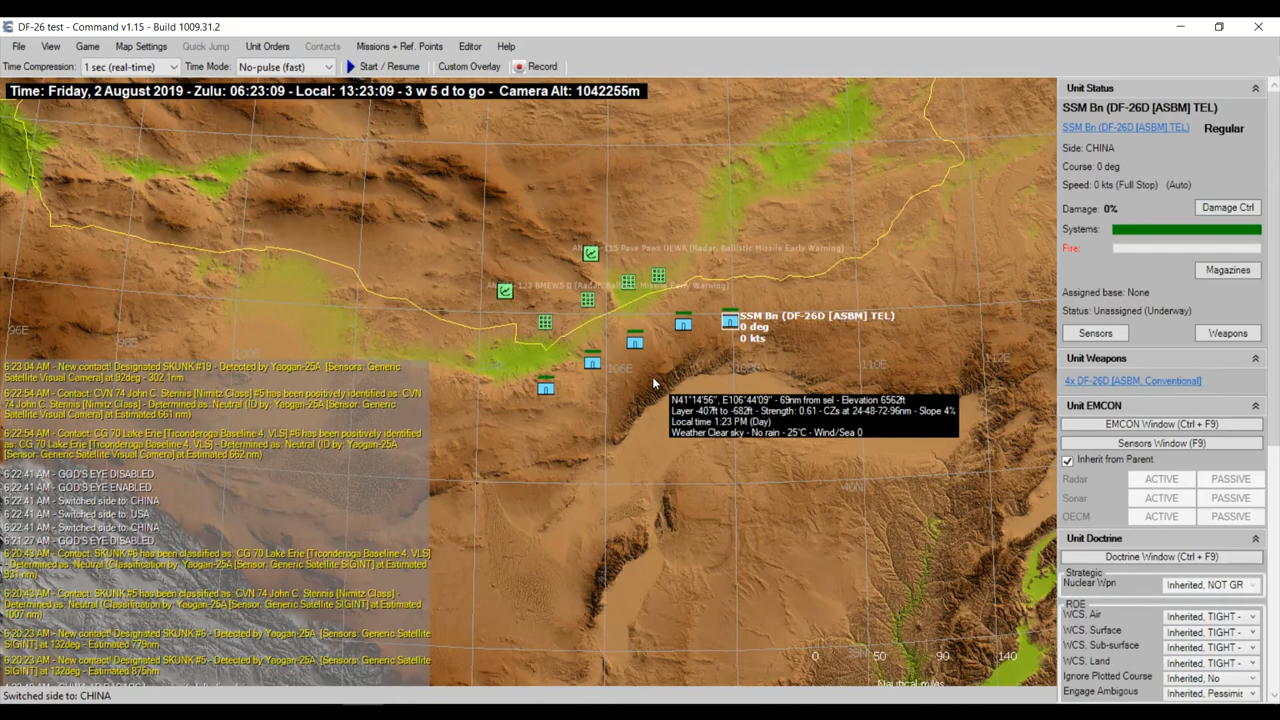 DF-26 test - Command v1.15 - Build 1009.31.2
File View Game Map Settings Quick Jump Unit Orders Contacts Missions + Ref. Points Editor Help
Time Compression: 1 sec (real-time) Time Mode: No-pulse (fast) Start / Resume Custom Overlay Record
Time: Friday, 2 August 2019 - Zulu: 06:23:09 - Local: 13:23:09 - 3 w 5 d to go - Camera Alt: 1042255m
Unit Status
SSM Bn (DF-26D [ASBM] TEL)
SSM Bn (DF-26D [ASBM] TEL) Regular
Side: CHINA
Course: 0 deg
Speed: 0 kts (Full Stop) (Auto)
Damage: 0% Damage Ctrl
Systems:
Fire:
Magazines
Assigned base: None
Status: Unassigned (Underway)
Sensors Weapons
Unit Weapons
4x DF-26D [ASBM, Conventional]
Unit EMCON
EMCON Window (Ctrl + F9)
Sensors Window (F9)
Inherit from Parent
Radar ACTIVE PASSIVE
Sonar ACTIVE PASSIVE
OECM ACTIVE PASSIVE
Unit Doctrine
Doctrine Window (Ctrl + F9)
Strategic
Nuclear Wpn Inherited, NOT GR
ROE
WCS, Air Inherited, TIGHT -
WCS, Surface Inherited, TIGHT -
WCS, Sub-surface Inherited, TIGHT -
WCS, Land Inherited, TIGHT -
Ignore Plotted Course Inherited, No
Engage Ambiguous Inherited, Pessimis
Pave Paws UEWR (Radar, Ballistic Missile Early Warning)
(Radar, Ballistic Missile Early Warning)
SSM Bn (DF-26D [ASBM] TEL)
0 deg
0 kts
96E
106E
110E
112E
40N
N41°14'56", E106°44'09" - 69nm from sel - Elevation 6562ft
Layer -407ft to -682ft - Strength: 0.61 - CZs at 24-48-72-96nm - Slope 4%
Local time 1:23 PM (Day)
Weather Clear sky - No rain - 25°C - Wind/Sea 0
6:23:04 AM - New contact! Designated SKUNK #19 - Detected by Yaogan-25A [Sensors: Generic
Satellite Visual Camera] at 92deg - 302.1nm
6:22:54 AM - Contact: CVN 74 John C. Stennis [Nimitz Class] #5 has been positively identified
as: CVN 74 John C. Stennis [Nimitz Class] - Determined as: Neutral (ID by: Yaogan-25A
[Sensor: Generic Satellite Visual Camera] at Estimated 661 nm)
6:22:54 AM - Contact: CG 70 Lake Erie [Ticonderoga Baseline 4, VLS] #6 has been positively identified
as: CG 70 Lake Erie [Ticonderoga Baseline 4, VLS] - Determined as: Neutral (ID by: Yaogan-25A
[Sensor: Generic Satellite Visual Camera] at Estimated 662 nm)
6:22:41 AM - GOD'S EYE DISABLED.
6:22:41 AM - GOD'S EYE ENABLED
6:22:41 AM - Switched side to: CHINA
6:22:41 AM - Switched side to: USA
6:22:41 AM - Switched side to: CHINA
6:21:27 AM - GOD'S EYE DISABLED.
6:20:43 AM - Contact: SKUNK #6 has been classified as: CG 70 Lake Erie [Ticonderoga Baseline 4, VLS]
- Determined as: Neutral (Classification by: Yaogan-25A [Sensor: Generic Satellite SIGINT] at Estimated
931 nm)
6:20:43 AM - Contact: SKUNK #5 has been classified as: CVN 74 John C. Stennis [Nimitz Class] -
Determined as: Neutral (Classification by: Yaogan-25A [Sensor: Generic Satellite SIGINT] at Estimated
1007 nm)
6:20:23 AM - New contact! Designated SKUNK #6 - Detected by Yaogan-25A [Sensors: Generic Satellite
SIGINT] at 132deg - Estimated 779nm
6:20:23 AM - New contact! Designated SKUNK #5 - Detected by Yaogan-25A [Sensors: Generic Satellite
SIGINT] at 132deg - Estimated 875nm
0 50 90 140
Nautical miles
Switched side to: CHINA